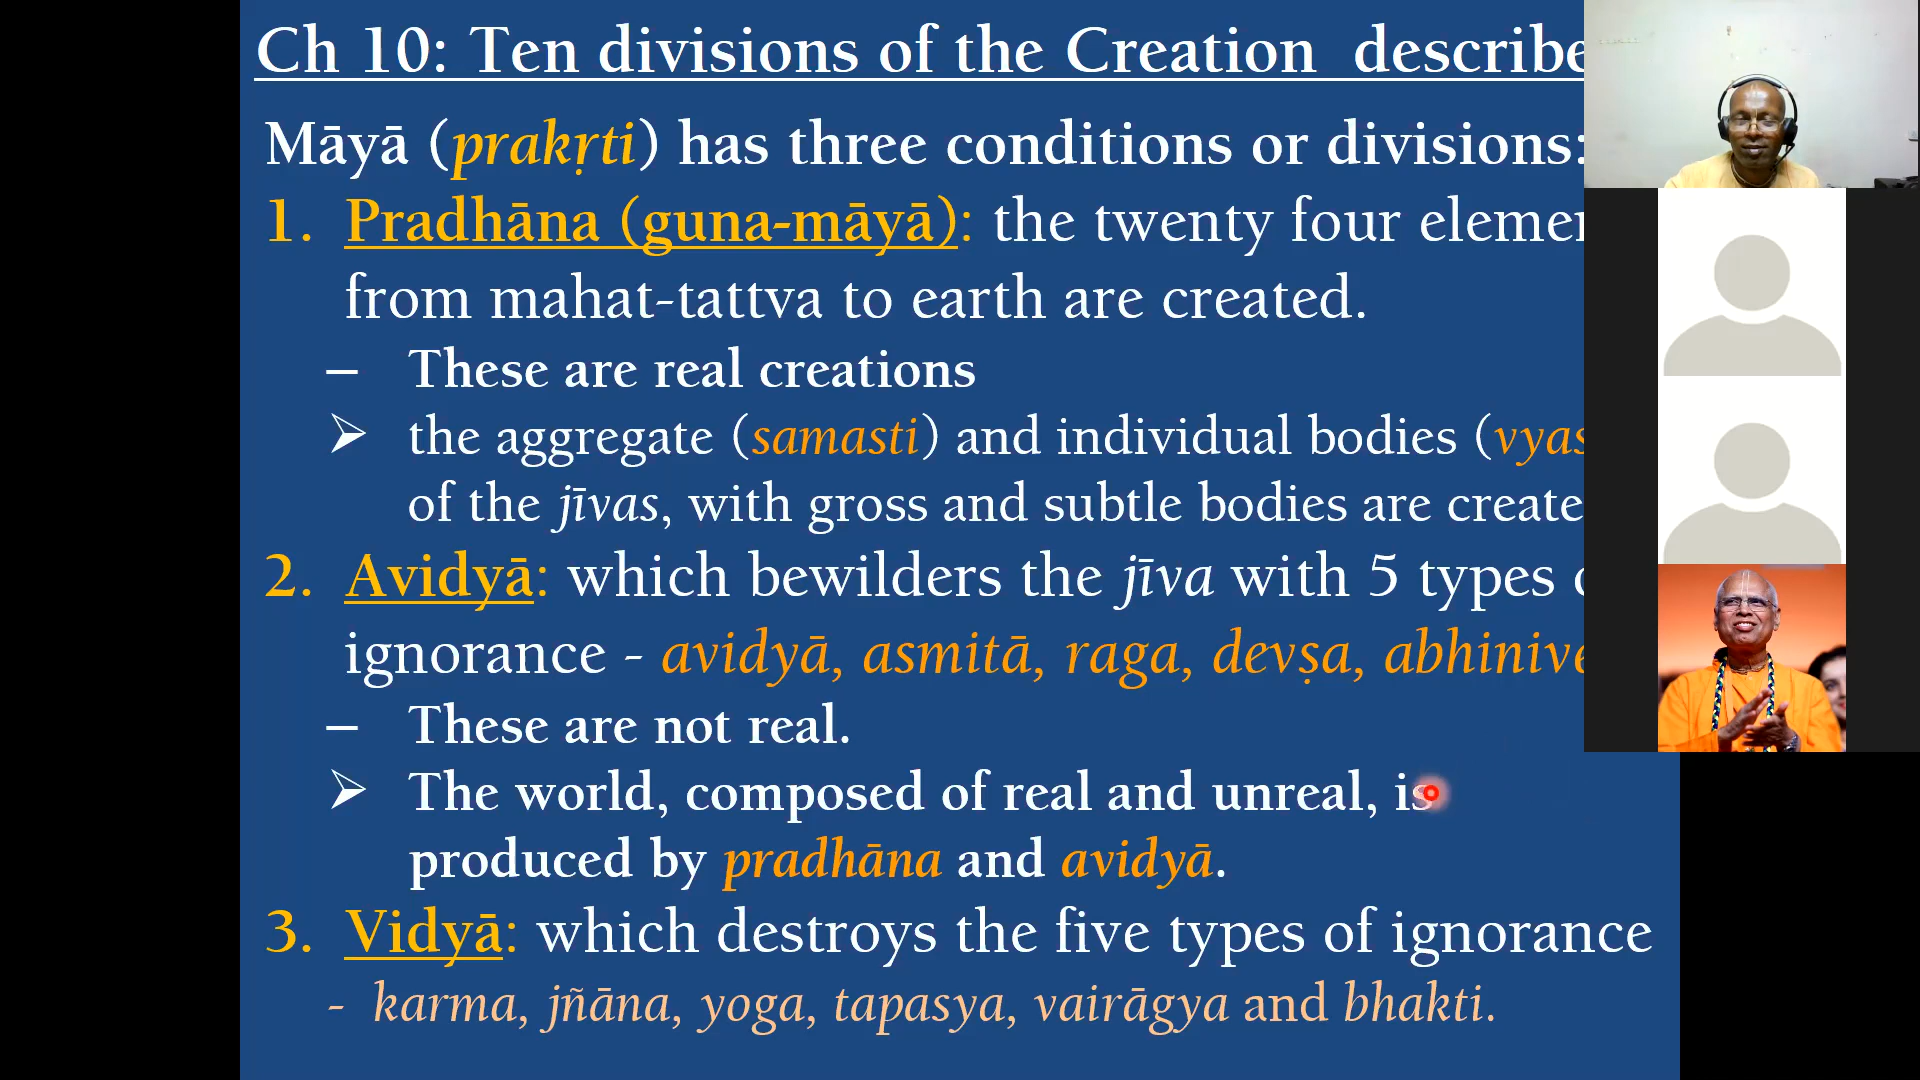 Ch 10: Ten divisions of the Creation describe
Māyā (prakṛti) has three conditions or divisions:
1. Pradhāna (guna-māyā): the twenty four
from mahat-tattva to earth are created.
– These are real creations
➢ the aggregate (samasti) and individual bodies (
of the jīvas, with gross and subtle bodies are create
2. Avidyā: which bewilders the jīva with 5 types
ignorance - avidyā, asmitā, raga, devṣa,
– These are not real.
➢ The world, composed of real and unreal, is
produced by pradhāna and avidyā.
3. Vidyā: which destroys the five types of ignorance
- karma, jñāna, yoga, tapasya, vairāgya and bhakti.